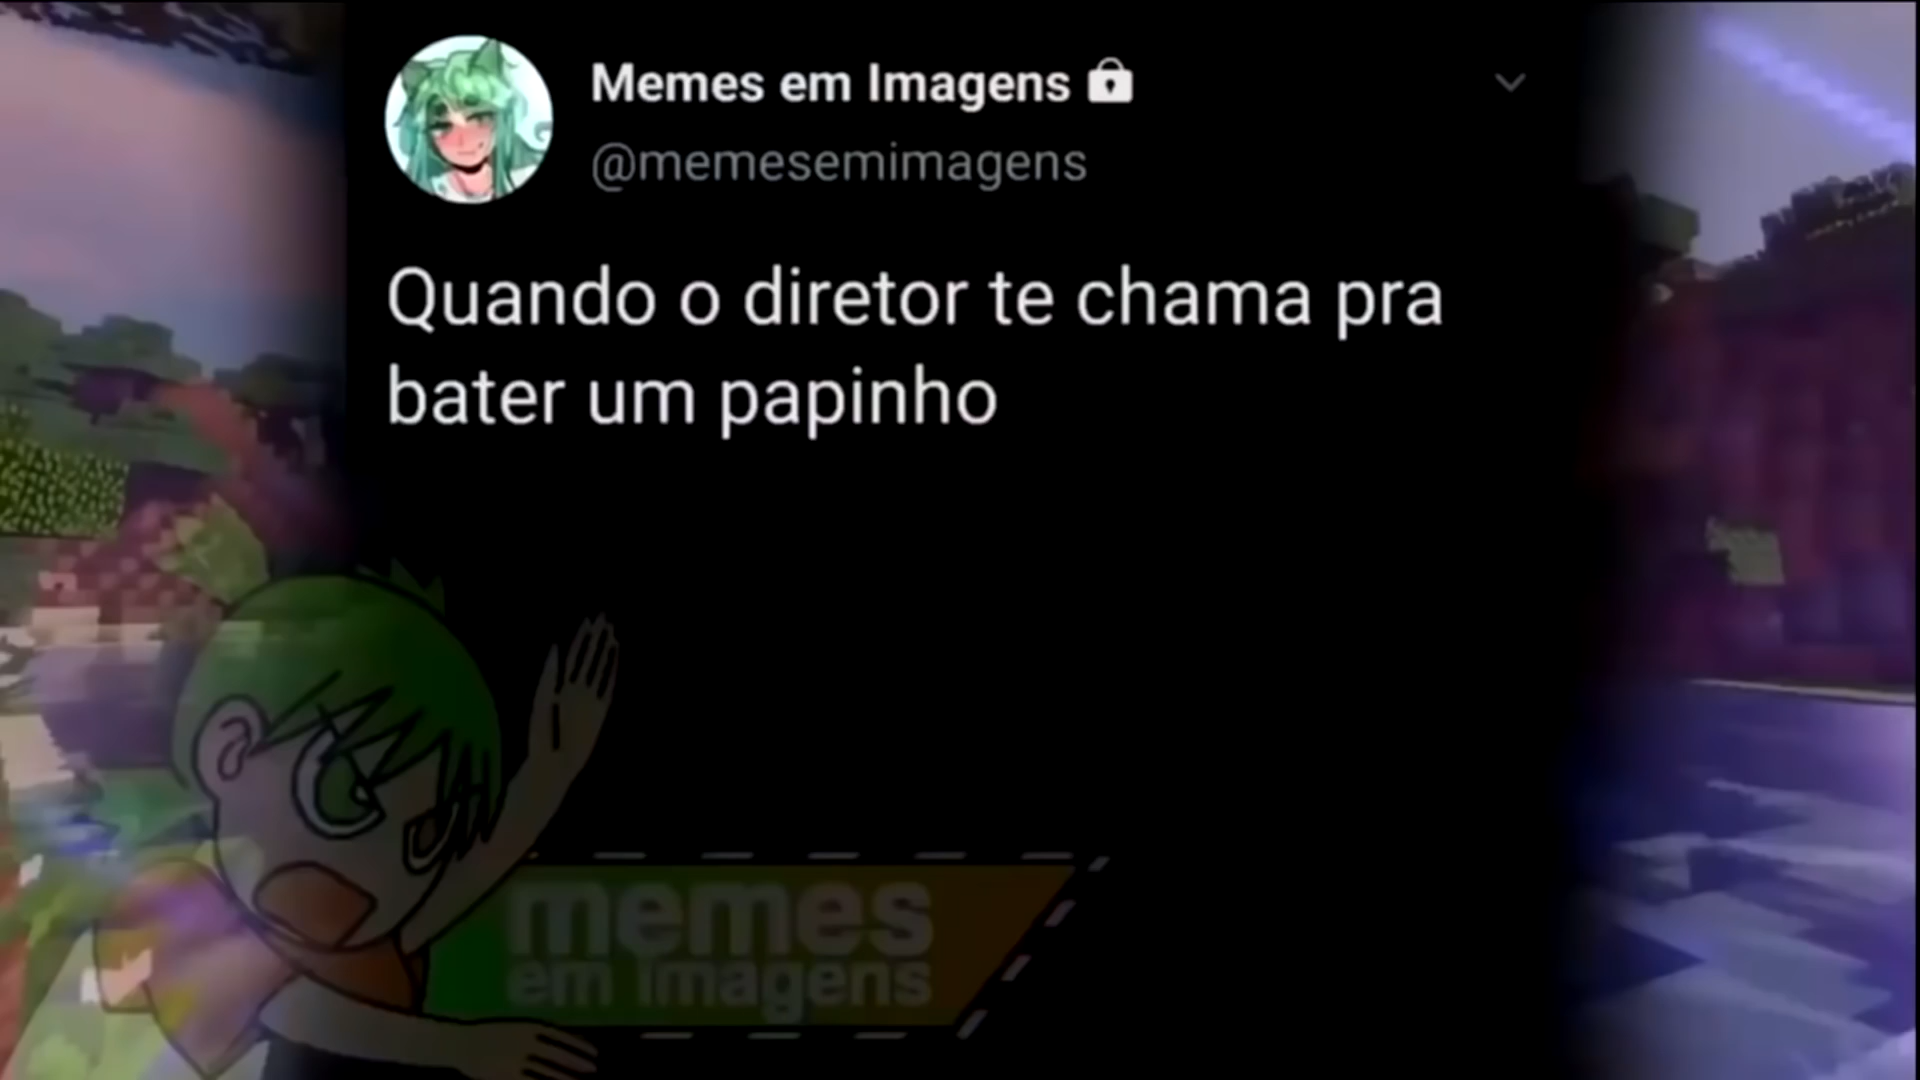 Memes em Imagens
@memesemimagens
Quando o diretor te chama pra
bater um papinho
memes
em imagens